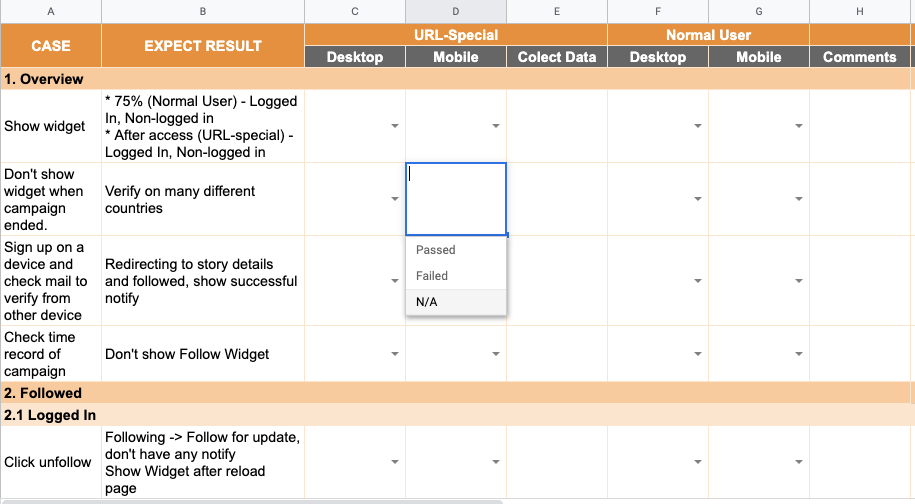 A B C D E F G H
CASE EXPECT RESULT URL-Special Normal User
Desktop Mobile Colect Data Desktop Mobile Comments
1. Overview
Show widget
* 75% (Normal User) - Logged
In, Non-logged in
* After access (URL-special) -
Logged In, Non-logged in
Don't show
widget when
campaign
ended.
Verify on many different
countries
Passed
Failed
N/A
Sign up on a
device and
check mail to
verify from
other device
Redirecting to story details
and followed, show successful
notify
Check time
record of
campaign
Don't show Follow Widget
2. Followed
2.1 Logged In
Click unfollow
Following -> Follow for update,
don't have any notify
Show Widget after reload
page